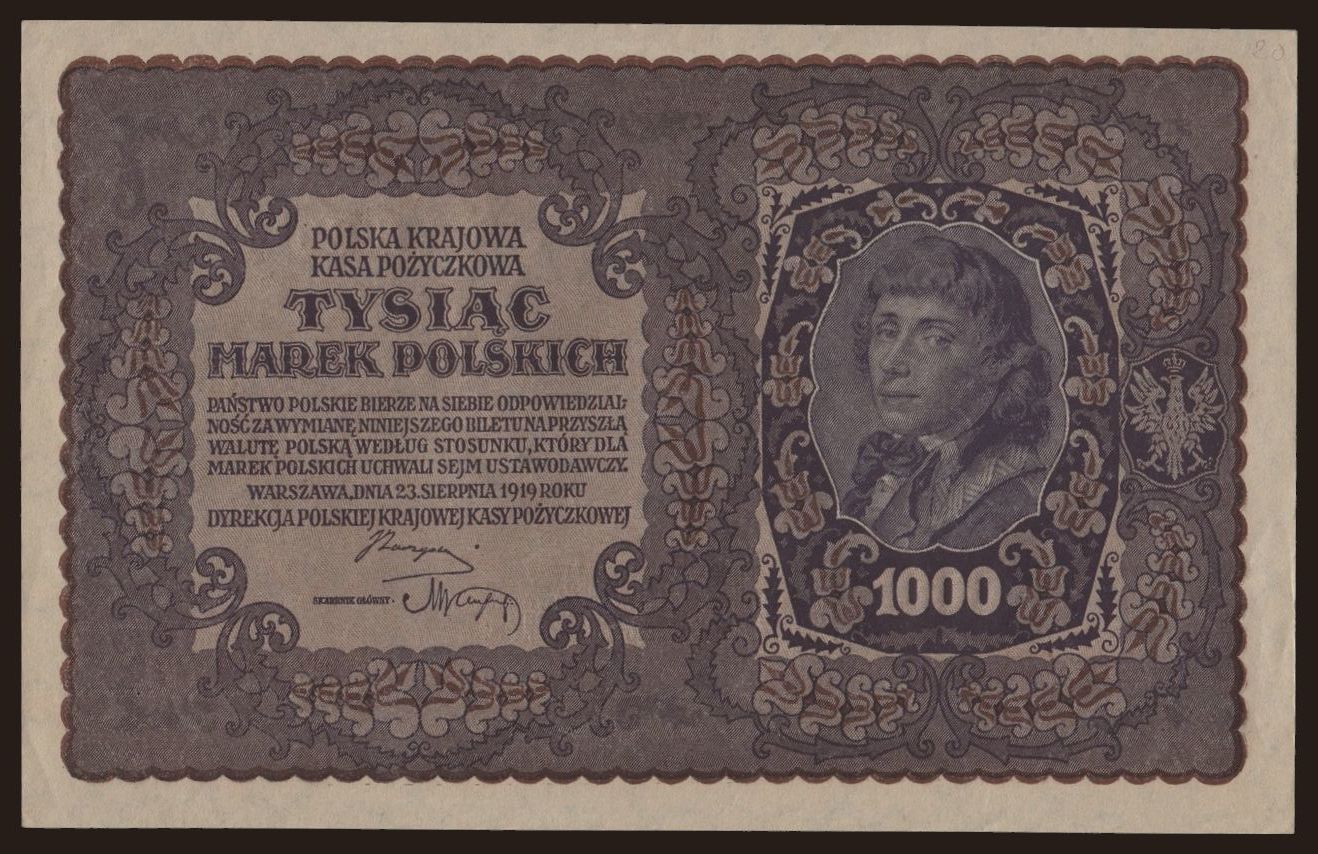 POLSKA KRAJOWA
KASA POŻYCZKOWA
TYSIĄC
MAREK POLSKICH
PAŃSTWO POLSKIE BIERZE NA SIEBIE ODPOWIEDZIAL-
NOŚĆ ZA WYMIANĘ NINIEJSZEGO BILETU NA PRZYSZŁĄ
WALUTĘ POLSKĄ WEDŁUG STOSUNKU, KTÓRY DLA
MAREK POLSKICH UCHWALI SEJM USTAWODAWCZY.
WARSZAWA, DNIA 23. SIERPNIA 1919 ROKU
DYREKCJA POLSKIEJ KRAJOWEJ KASY POŻYCZKOWEJ
SKARBNIK GŁÓWNY.
1000
20